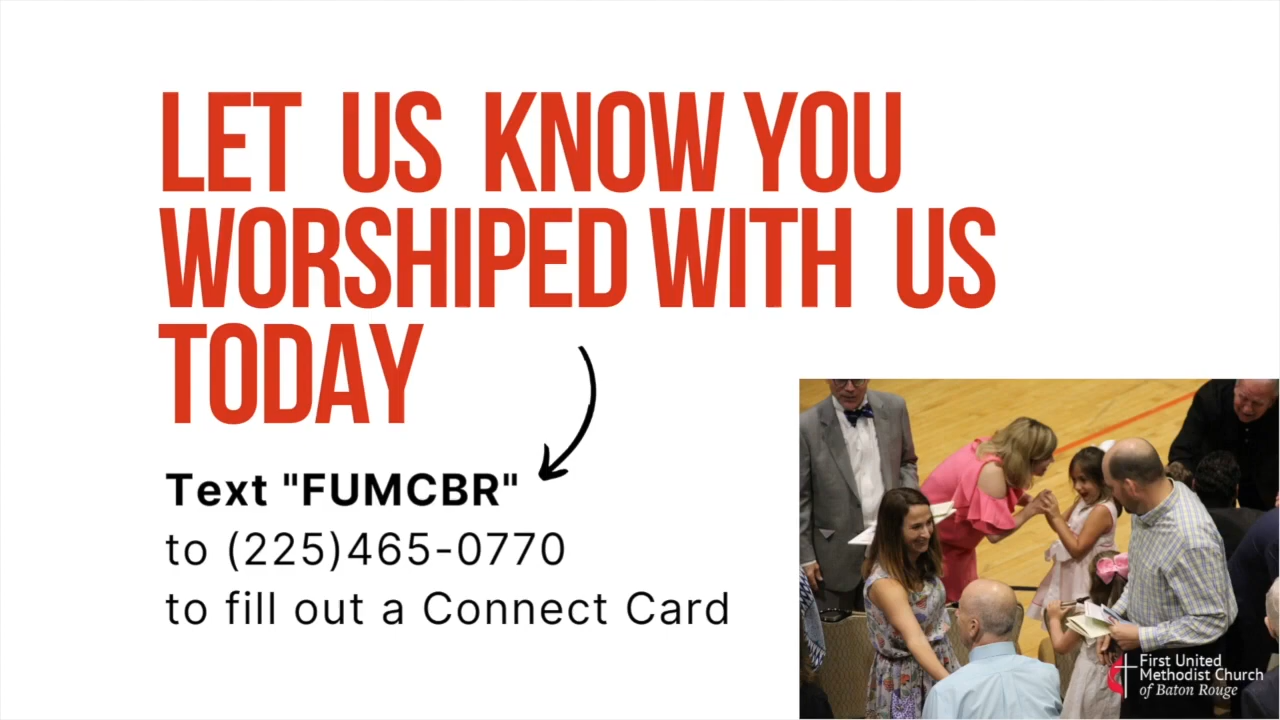 LET US KNOW YOU
WORSHIPED WITH US
TODAY
Text "FUMCBR"
to (225)465-0770
to fill out a Connect Card
First United
Methodist Church
of Baton Rouge